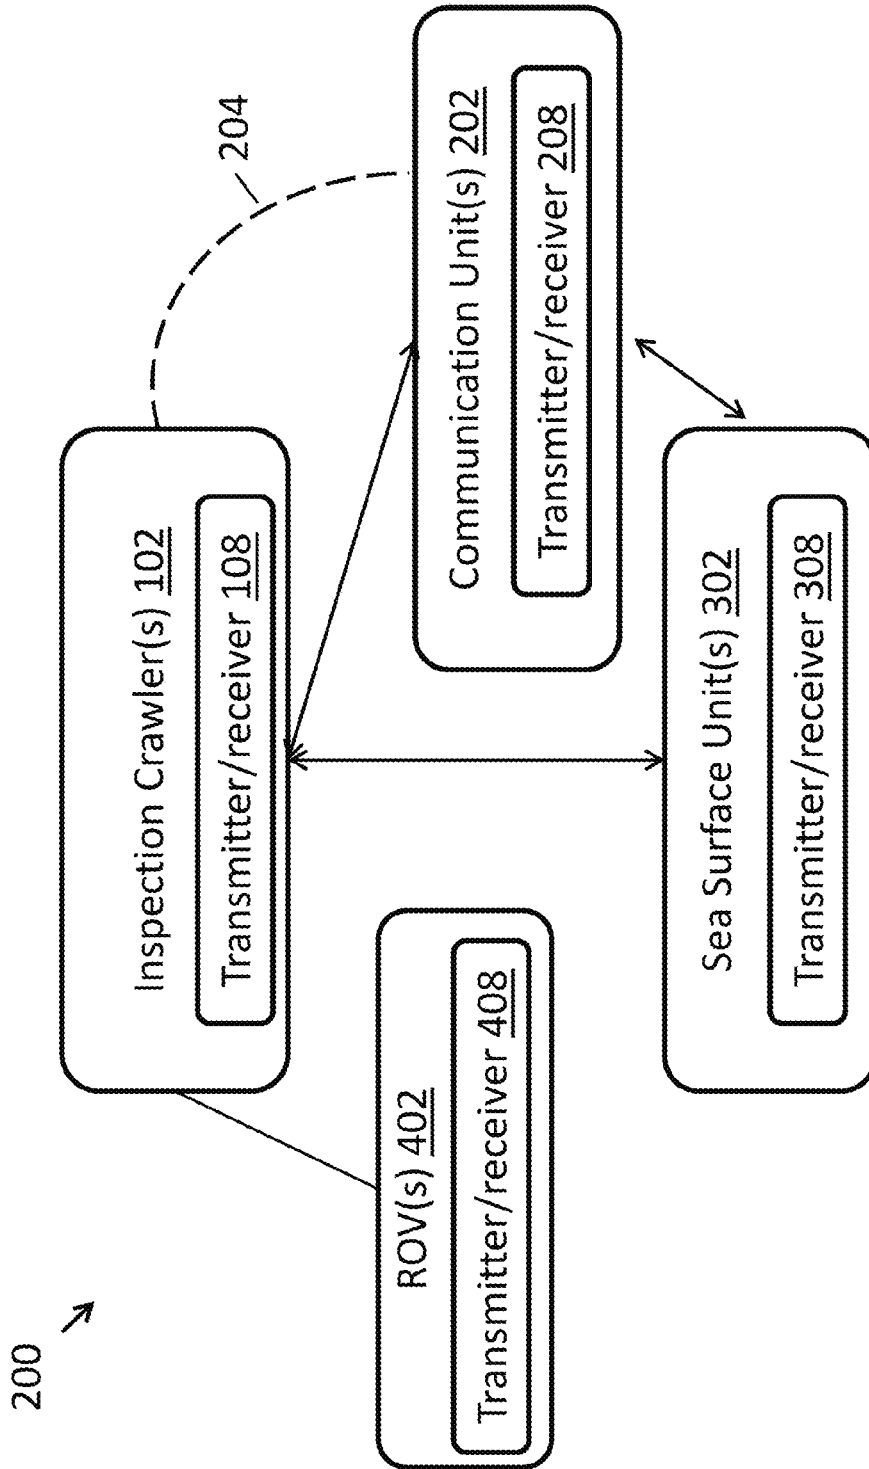 200
Inspection Crawler(s) 102
Transmitter/receiver 108
204
ROV(s) 402
Transmitter/receiver 408
Communication Unit(s) 202
Transmitter/receiver 208
Sea Surface Unit(s) 302
Transmitter/receiver 308